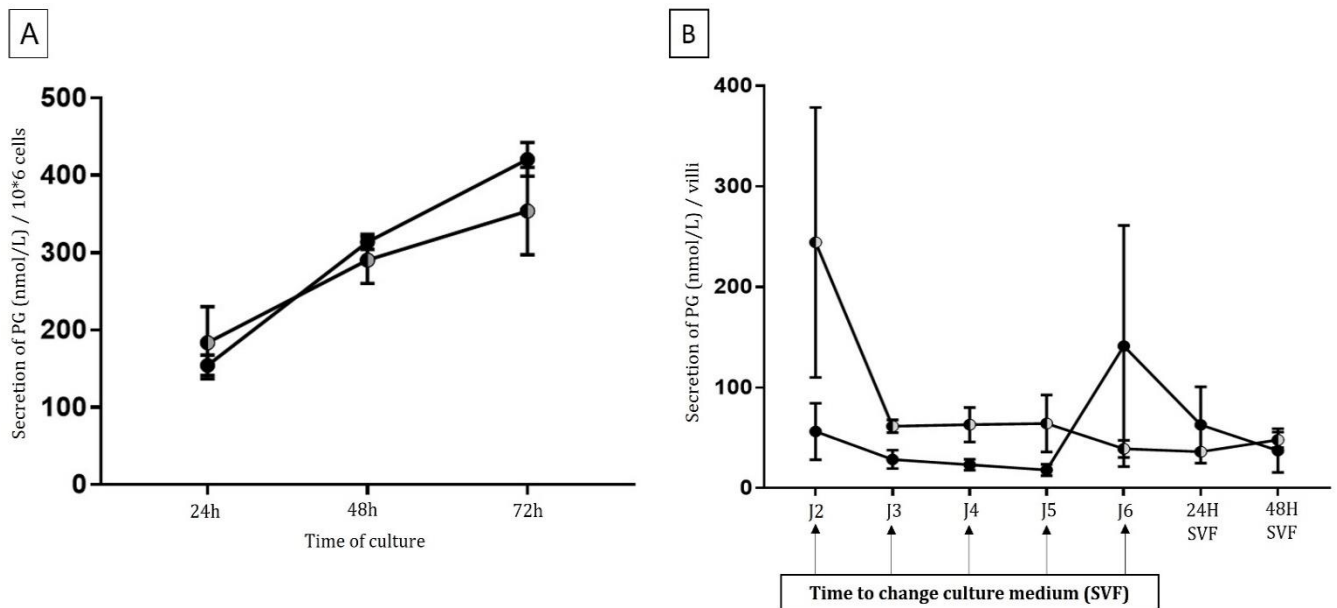 A
Secretion of PG (nmol/L) / 10*6 cells
500
400
300
200
100
0
24h 48h 72h
Time of culture
B
Secretion of PG (nmol/L) / villi
400
300
200
100
0
J2 J3 J4 J5 J6 24H 48H
SVF SVF
Time to change culture medium (SVF)